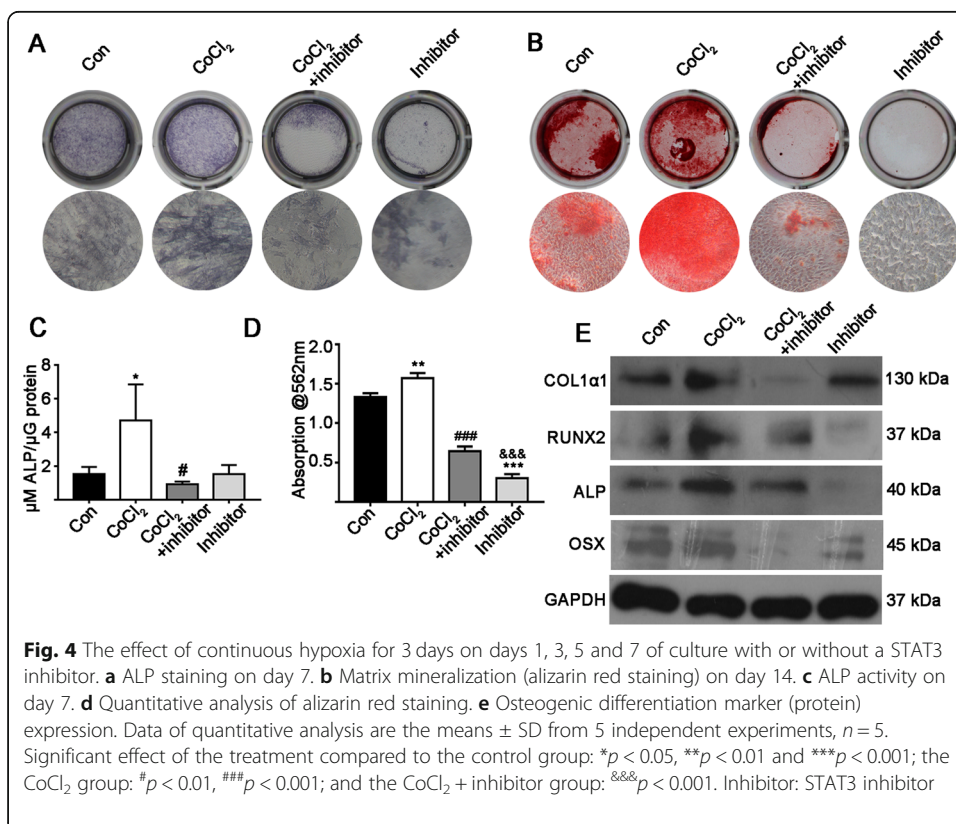 A
Con
CoCl₂
CoCl₂
+inhibitor
Inhibitor
B
Con
CoCl₂
CoCl₂
+inhibitor
Inhibitor
C
µM ALP/µG protein
8
6
4
2
Con
CoCl₂
CoCl₂
+inhibitor
Inhibitor
*
#
D
Absorption @562nm
2.0
1.5
1.0
0.5
Con
CoCl₂
CoCl₂
+inhibitor
Inhibitor
**
###
&&&
***
E
Con
CoCl₂
CoCl₂
+inhibitor
Inhibitor
COL1α1 130 kDa
RUNX2 37 kDa
ALP 40 kDa
OSX 45 kDa
GAPDH 37 kDa
Fig. 4 The effect of continuous hypoxia for 3 days on days 1, 3, 5 and 7 of culture with or without a STAT3
inhibitor. a ALP staining on day 7. b Matrix mineralization (alizarin red staining) on day 14. c ALP activity on
day 7. d Quantitative analysis of alizarin red staining. e Osteogenic differentiation marker (protein)
expression. Data of quantitative analysis are the means ± SD from 5 independent experiments, n = 5.
Significant effect of the treatment compared to the control group: *p < 0.05, **p < 0.01 and ***p < 0.001; the
CoCl₂ group: #p < 0.01, ###p < 0.001; and the CoCl₂ + inhibitor group: &&&p < 0.001. Inhibitor: STAT3 inhibitor